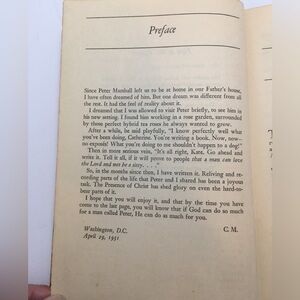 Preface
Since Peter Marshall left us to be at home in our Father's house,
I have often dreamed of him. But one dream was different from all
the rest. It had the feel of reality about it.
I dreamed that I was allowed to visit Peter briefly, to see him in
his new setting. I found him working in a rose garden, surrounded
by those perfect hybrid tea roses he always wanted to grow.
After a while, he said playfully, "I know perfectly well what
you've been doing, Catherine. You're writing a book. Now, now—
no exposé! What you're doing to me shouldn't happen to a dog!"
Then in more serious vein, "It's all right, Kate. Go ahead and
write it. Tell it all, if it will prove to people that a man can love
the Lord and not be a sissy. . . ."
So, in the months since then, I have written it. Reliving and re-
cording parts of the life that Peter and I shared has been a joyous
task. The Presence of Christ has shed glory on even the hard-to-
bear parts of it.
I hope that you will enjoy it, and that by the time you have
come to the last page, you will know that if God can do so much
for a man called Peter, He can do as much for you.
C. M.
Washington, D.C.
April 29, 1951